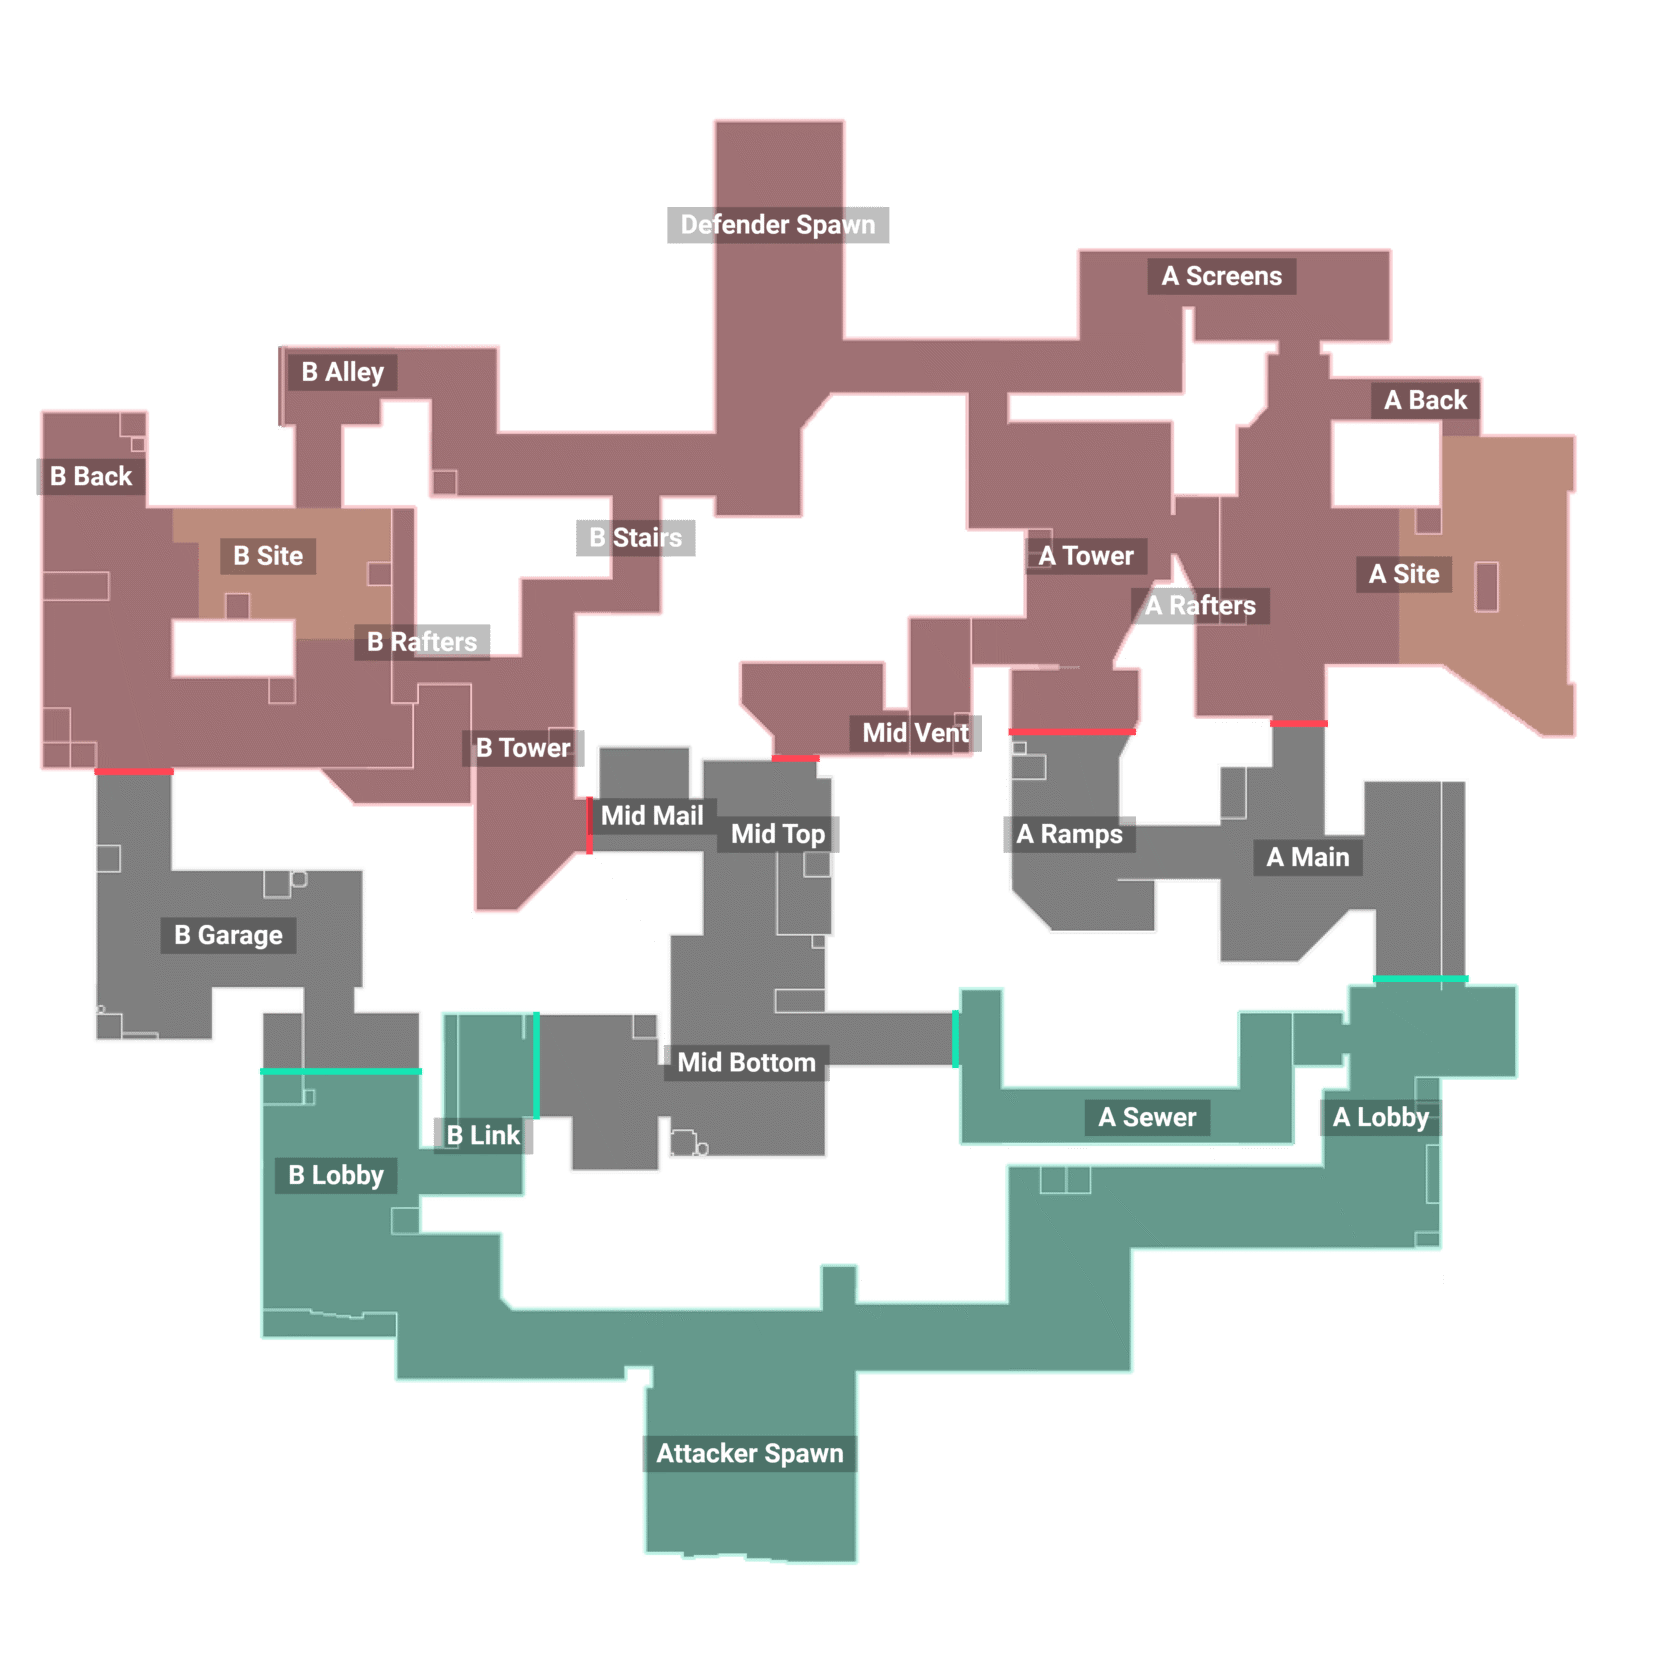 Defender Spawn
A Screens
B Alley
A Back
B Back
B Stairs
B Site
A Tower
A Site
A Rafters
B Rafters
Mid Vent
B Tower
Mid Mail
Mid Top
A Ramps
A Main
B Garage
Mid Bottom
A Sewer
A Lobby
B Link
B Lobby
Attacker Spawn